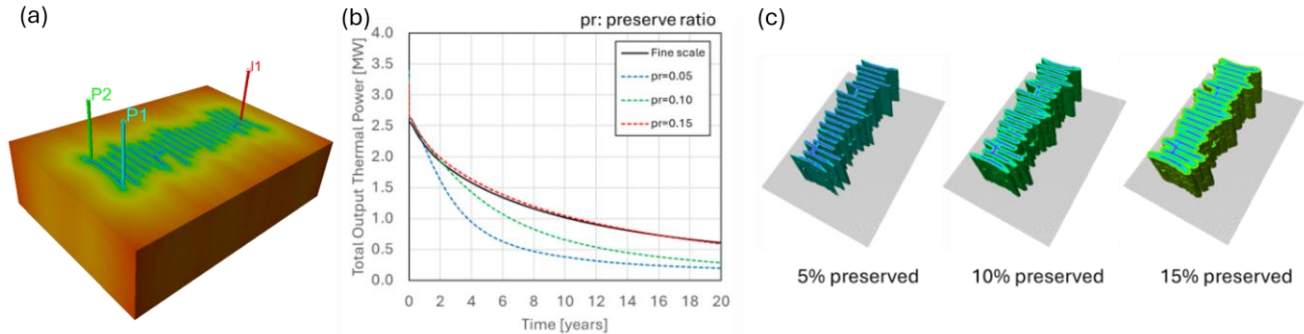 (a)
P2
P1
I1
(b)
pr: preserve ratio
Total Output Thermal Power [MW]
4.0
3.5
3.0
2.5
2.0
1.5
1.0
0.5
0.0
Fine scale
pr=0.05
pr=0.10
pr=0.15
0 2 4 6 8 10 12 14 16 18 20
Time [years]
(c)
5% preserved
10% preserved
15% preserved